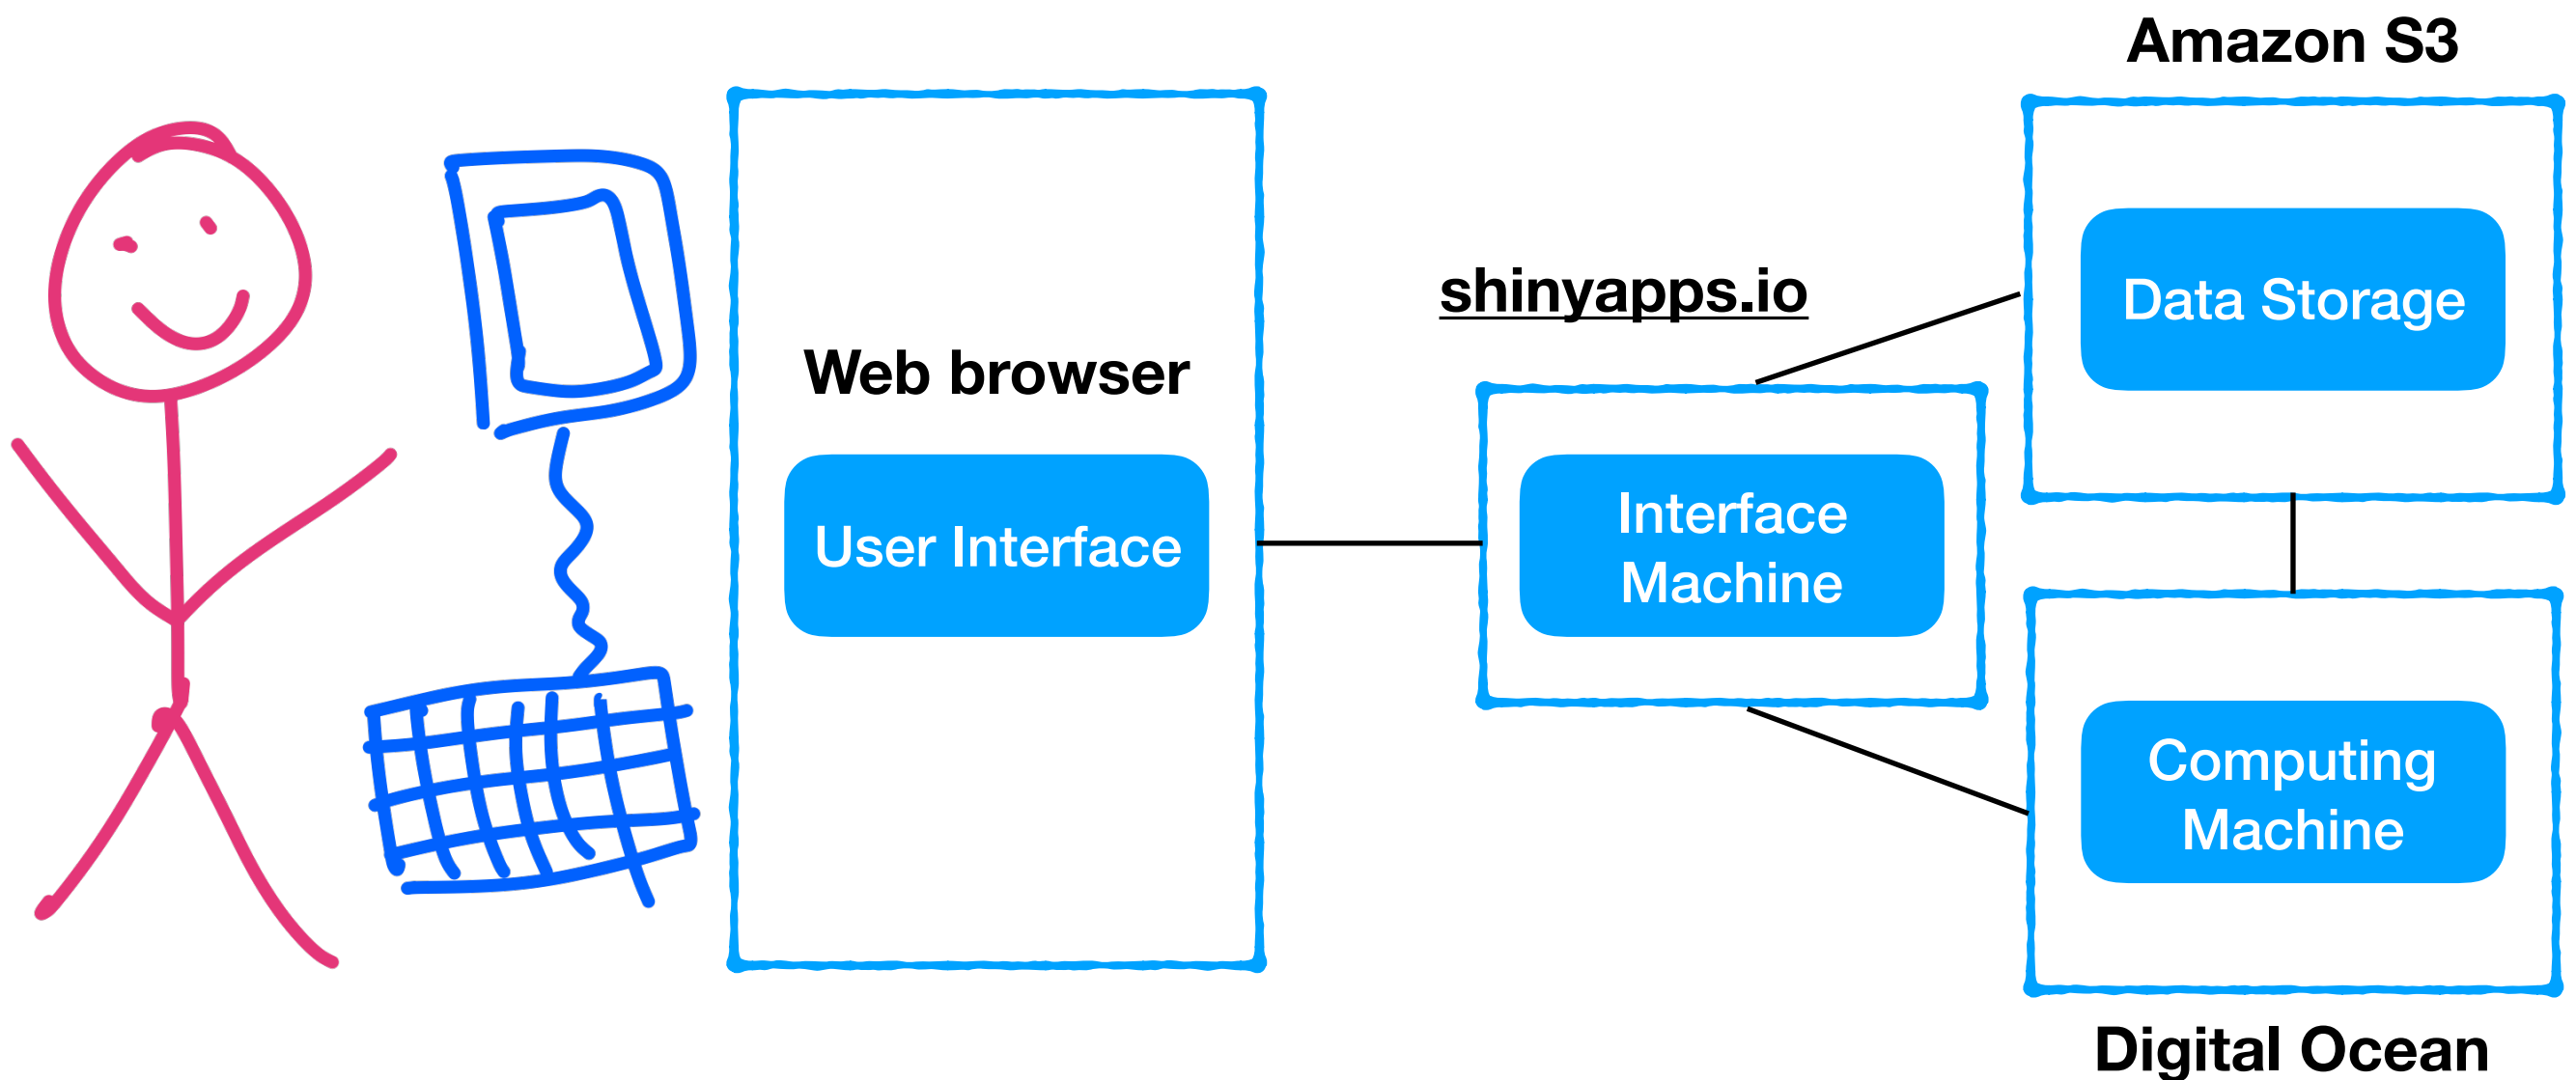 Amazon S3
Data Storage
shinyapps.io
Web browser
User Interface
Interface
Machine
Computing
Machine
Digital Ocean